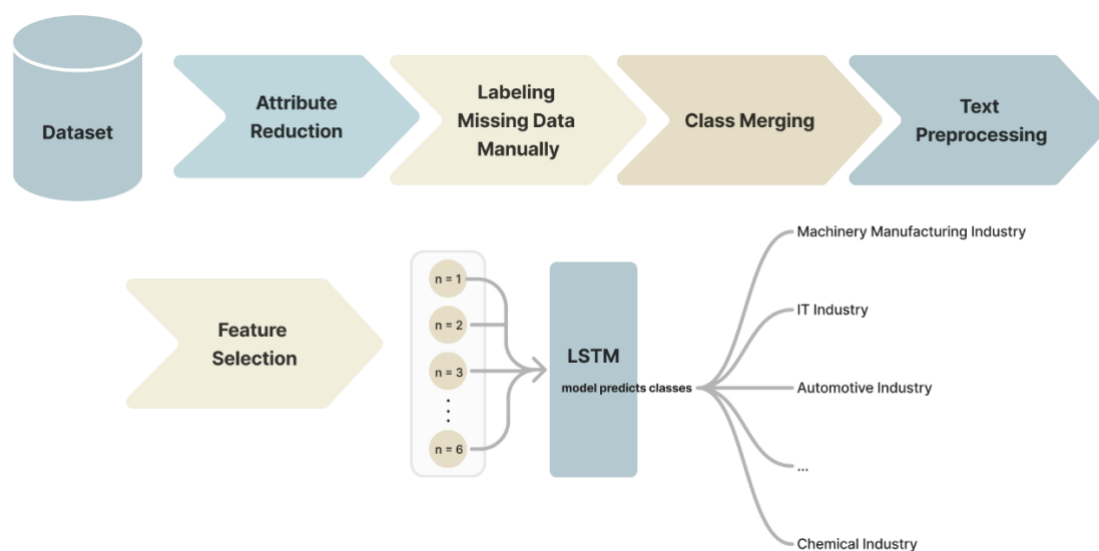 Dataset
Attribute
Reduction
Labeling
Missing Data
Manually
Class Merging
Text
Preprocessing
Feature
Selection
n = 1
n = 2
n = 3
n = 6
LSTM
model predicts classes
Machinery Manufacturing Industry
IT Industry
Automotive Industry
...
Chemical Industry